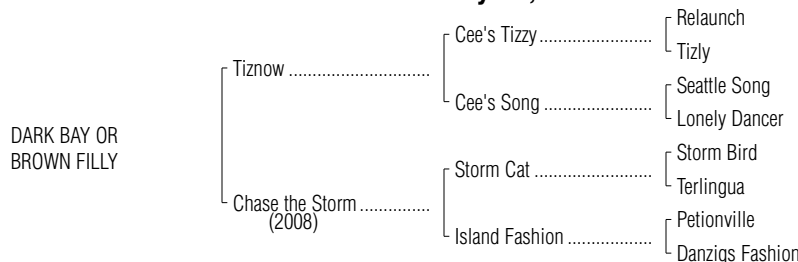 Relaunch
Cee's Tizzy
Tizly
Tiznow
Seattle Song
Cee's Song
Lonely Dancer
DARK BAY OR
BROWN FILLY
Storm Bird
Storm Cat
Terlingua
Chase the Storm
(2008)
Petionville
Island Fashion
Danzigs Fashion